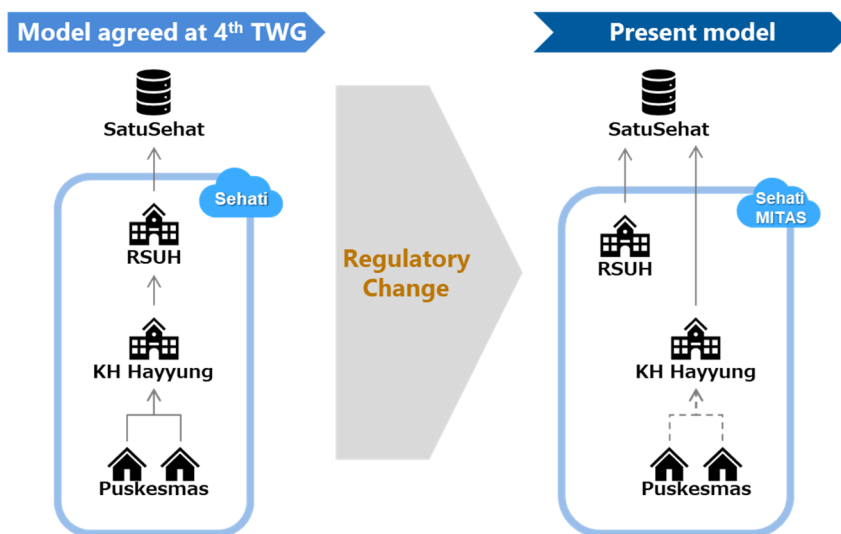 Model agreed at 4th TWG
SatuSehat
Sehati
RSUH
KH Hayyung
Puskesmas
Regulatory
Change
Present model
SatuSehat
Sehati
MITAS
RSUH
KH Hayyung
Puskesmas